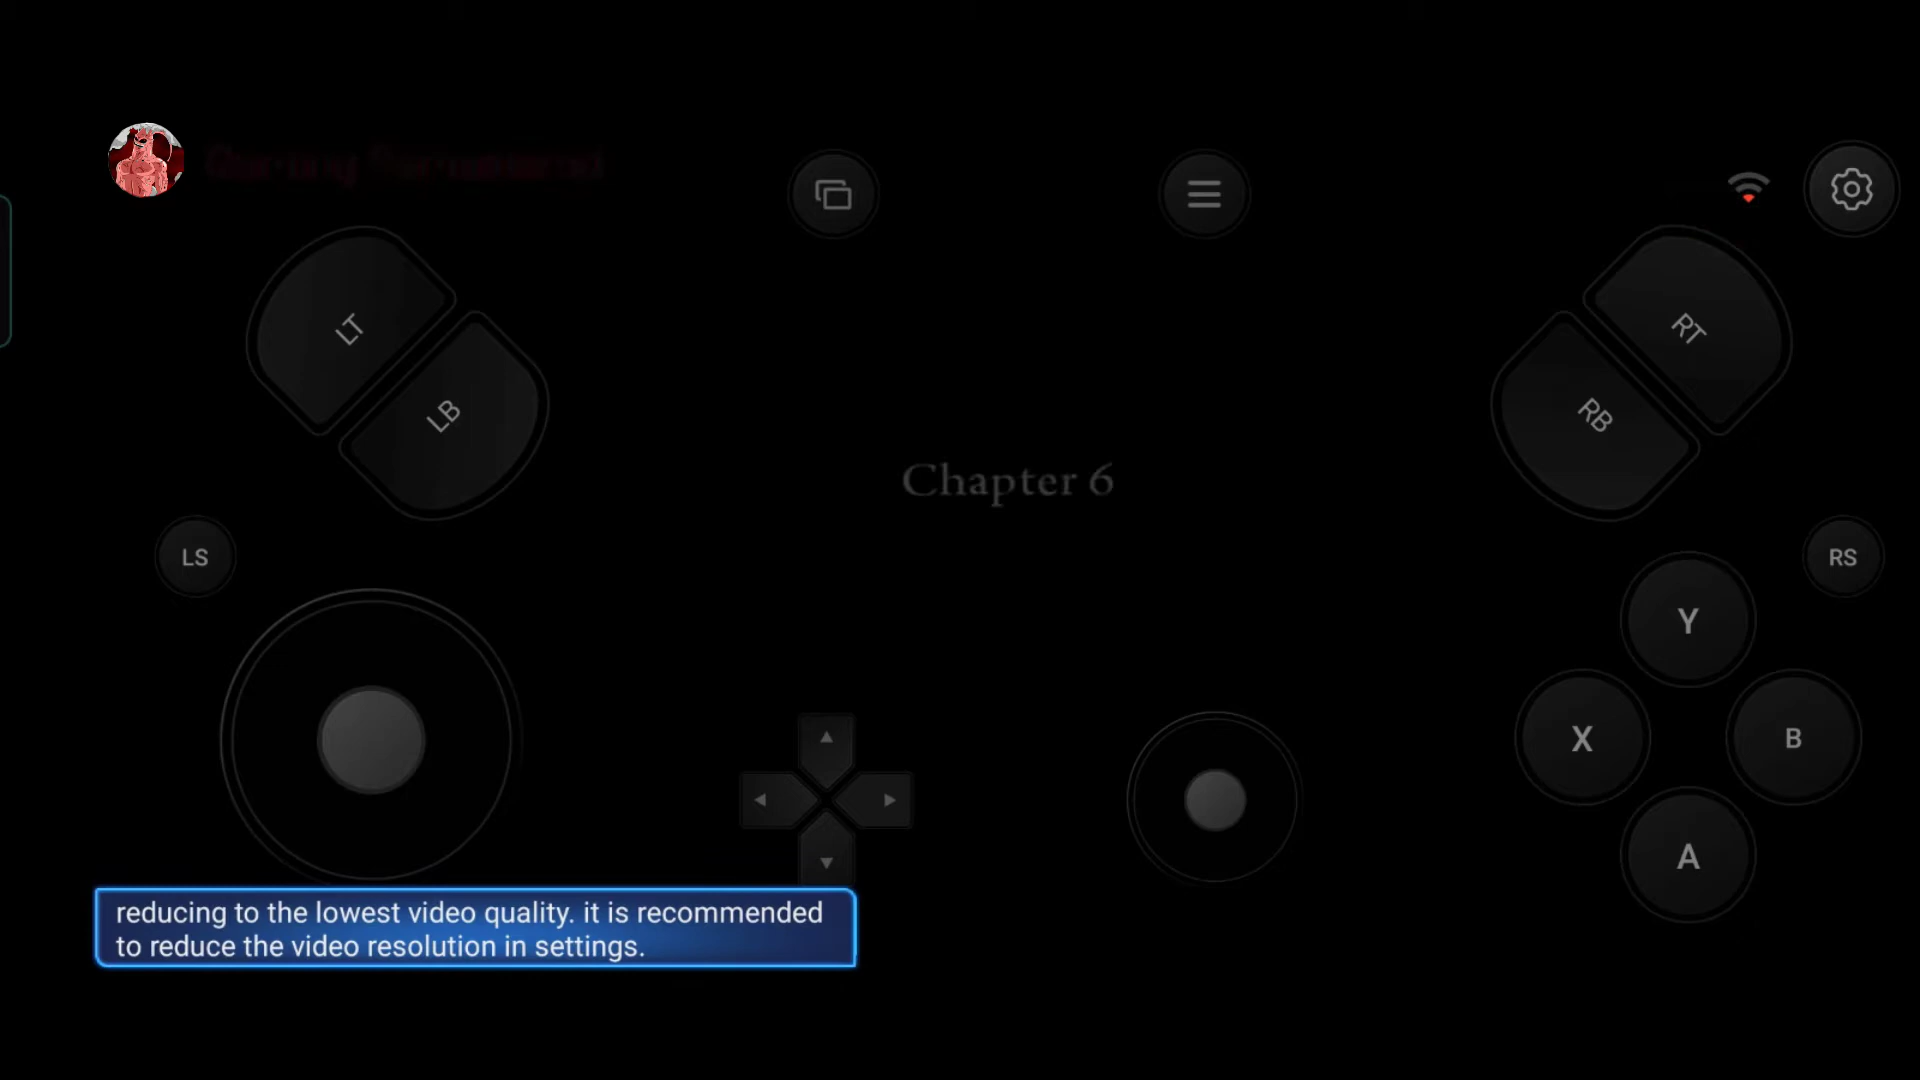 LT
RT
LB
RB
Chapter 6
LS
RS
Y
X
B
A
reducing to the lowest video quality. it is recommended
to reduce the video resolution in settings.